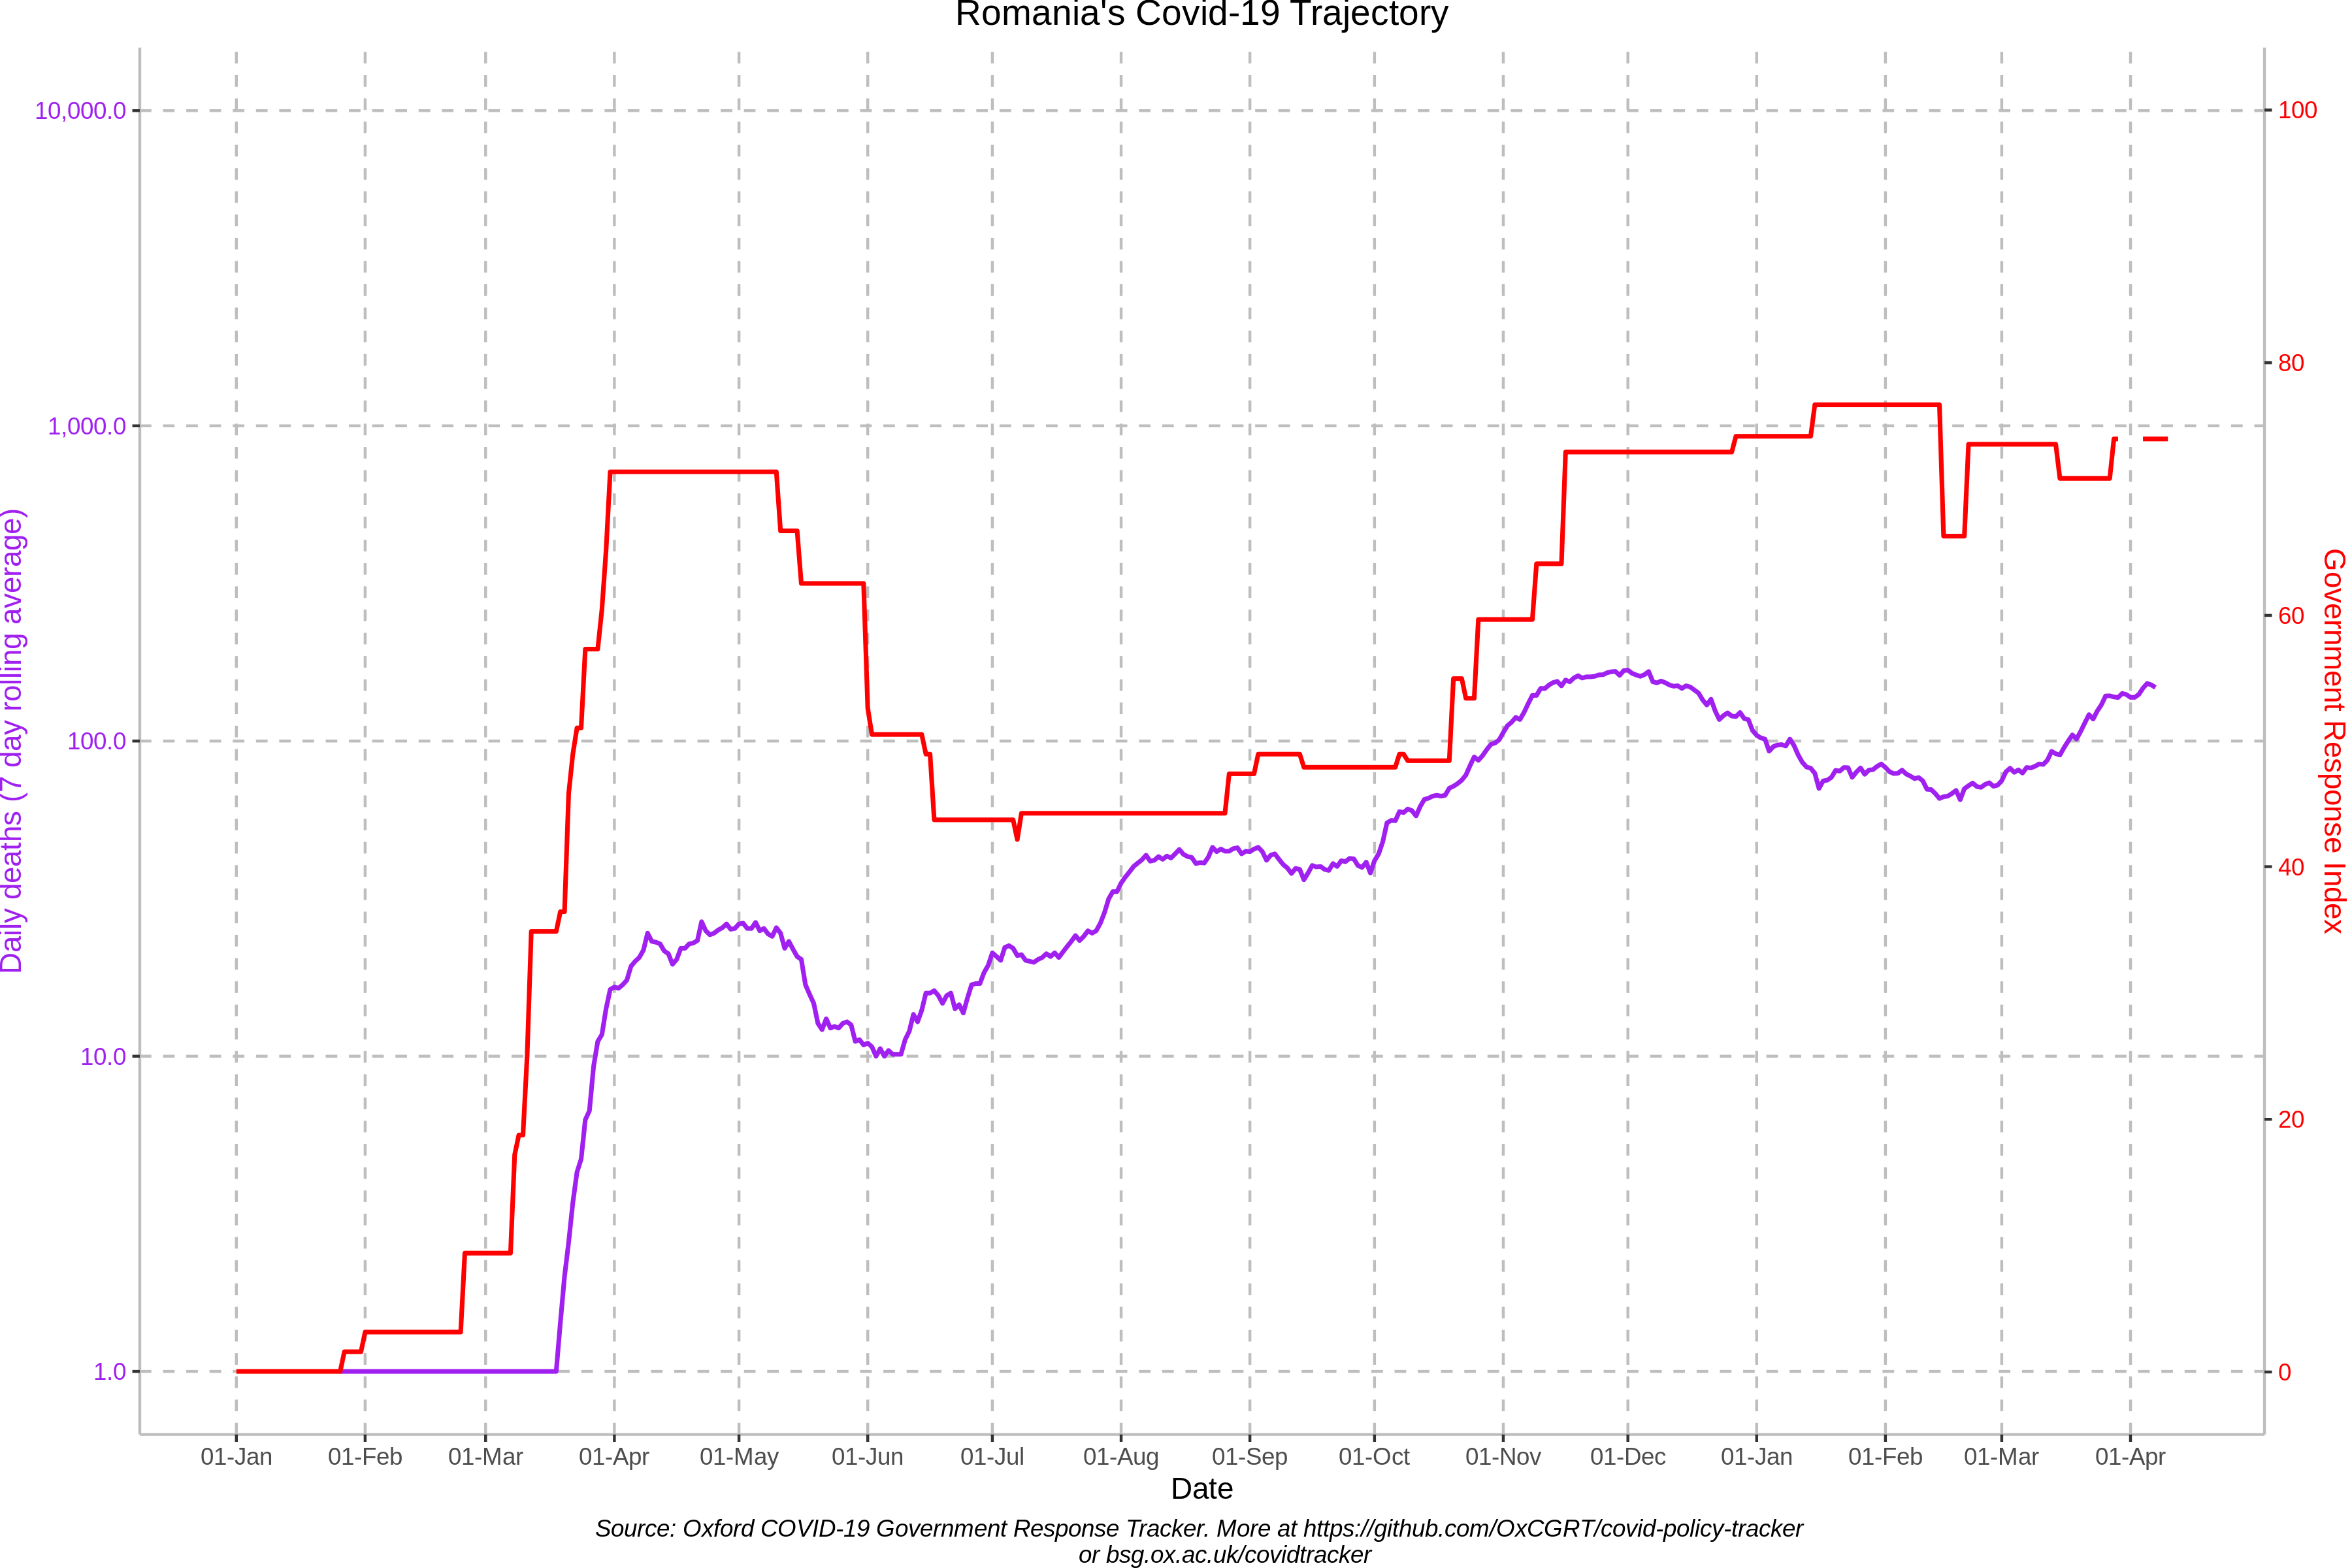 Romania's Covid-19 Trajectory
10,000.0
1,000.0
100.0
10.0
1.0
Daily deaths (7 day rolling average)
100
80
60
40
20
0
Government Response Index
01-Jan 01-Feb 01-Mar 01-Apr 01-May 01-Jun 01-Jul 01-Aug 01-Sep 01-Oct 01-Nov 01-Dec 01-Jan 01-Feb 01-Mar 01-Apr
Date
Source: Oxford COVID-19 Government Response Tracker. More at https://github.com/OxCGRT/covid-policy-tracker
or bsg.ox.ac.uk/covidtracker